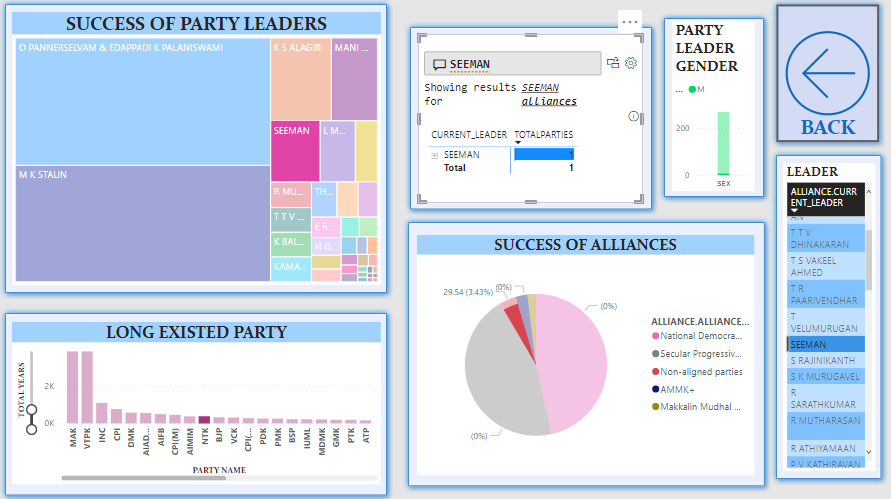 SUCCESS OF PARTY LEADERS
O PANNERSELVAM & EDAPPADI K PALANISWAMI
K S ALAGIRI
MANI ...
SEEMAN
L M...
M K STALIN
R MU...
TH...
T T V ...
E R ...
K BAL...
H D...
KAMA...
SEEMAN
Showing results SEEMAN
for alliances
CURRENT_LEADER TOTALPARTIES
SEEMAN 1
Total 1
PARTY
LEADER
GENDER
... M
200
0
SEX
BACK
LEADER
ALLIANCE.CURR
ENT_LEADER
AN
T T V
DHINAKARAN
T S VAKEEL
AHMED
T R
PAARIVENDHAR
T
VELUMURUGAN
SEEMAN
S RAJINIKANTH
S K MURUGAVEL
R
SARATHKUMAR
R MUTHARASAN
R ATHIYAMAAN
P V KATHIRAVAN
SUCCESS OF ALLIANCES
29.54 (3.43%)
(0%)
(0%)
(0%)
ALLIANCE.ALLIANCE...
National Democra...
Secular Progressiv...
Non-aligned parties
AMMK+
Makkalin Mudhal ...
LONG EXISTED PARTY
TOTAL YEARS
2K
0K
MAK
VTPK
INC
CPI
DMK
AIAD...
AIFB
CPI(M)
AIMIM
NTK
BJP
VCK
CPI(...
PDK
PMK
BSP
IUML
MDMK
GMK
PTK
ATP
PARTY NAME